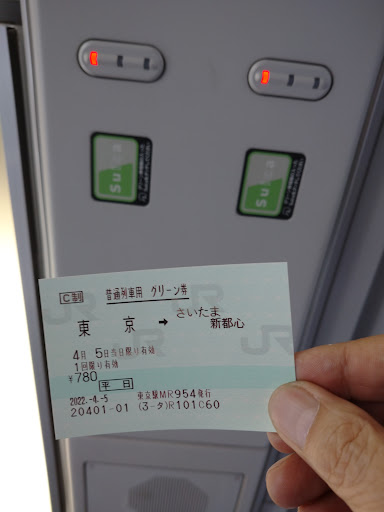 Suica
Suica
C制 普通列車用 グリーン券
東京 → さいたま新都心
4月 5日当日限り有効
1回限り有効
¥780
平日
2022.-4.-5 東京駅MR954発行
20401-01 (3-タ)R101C60